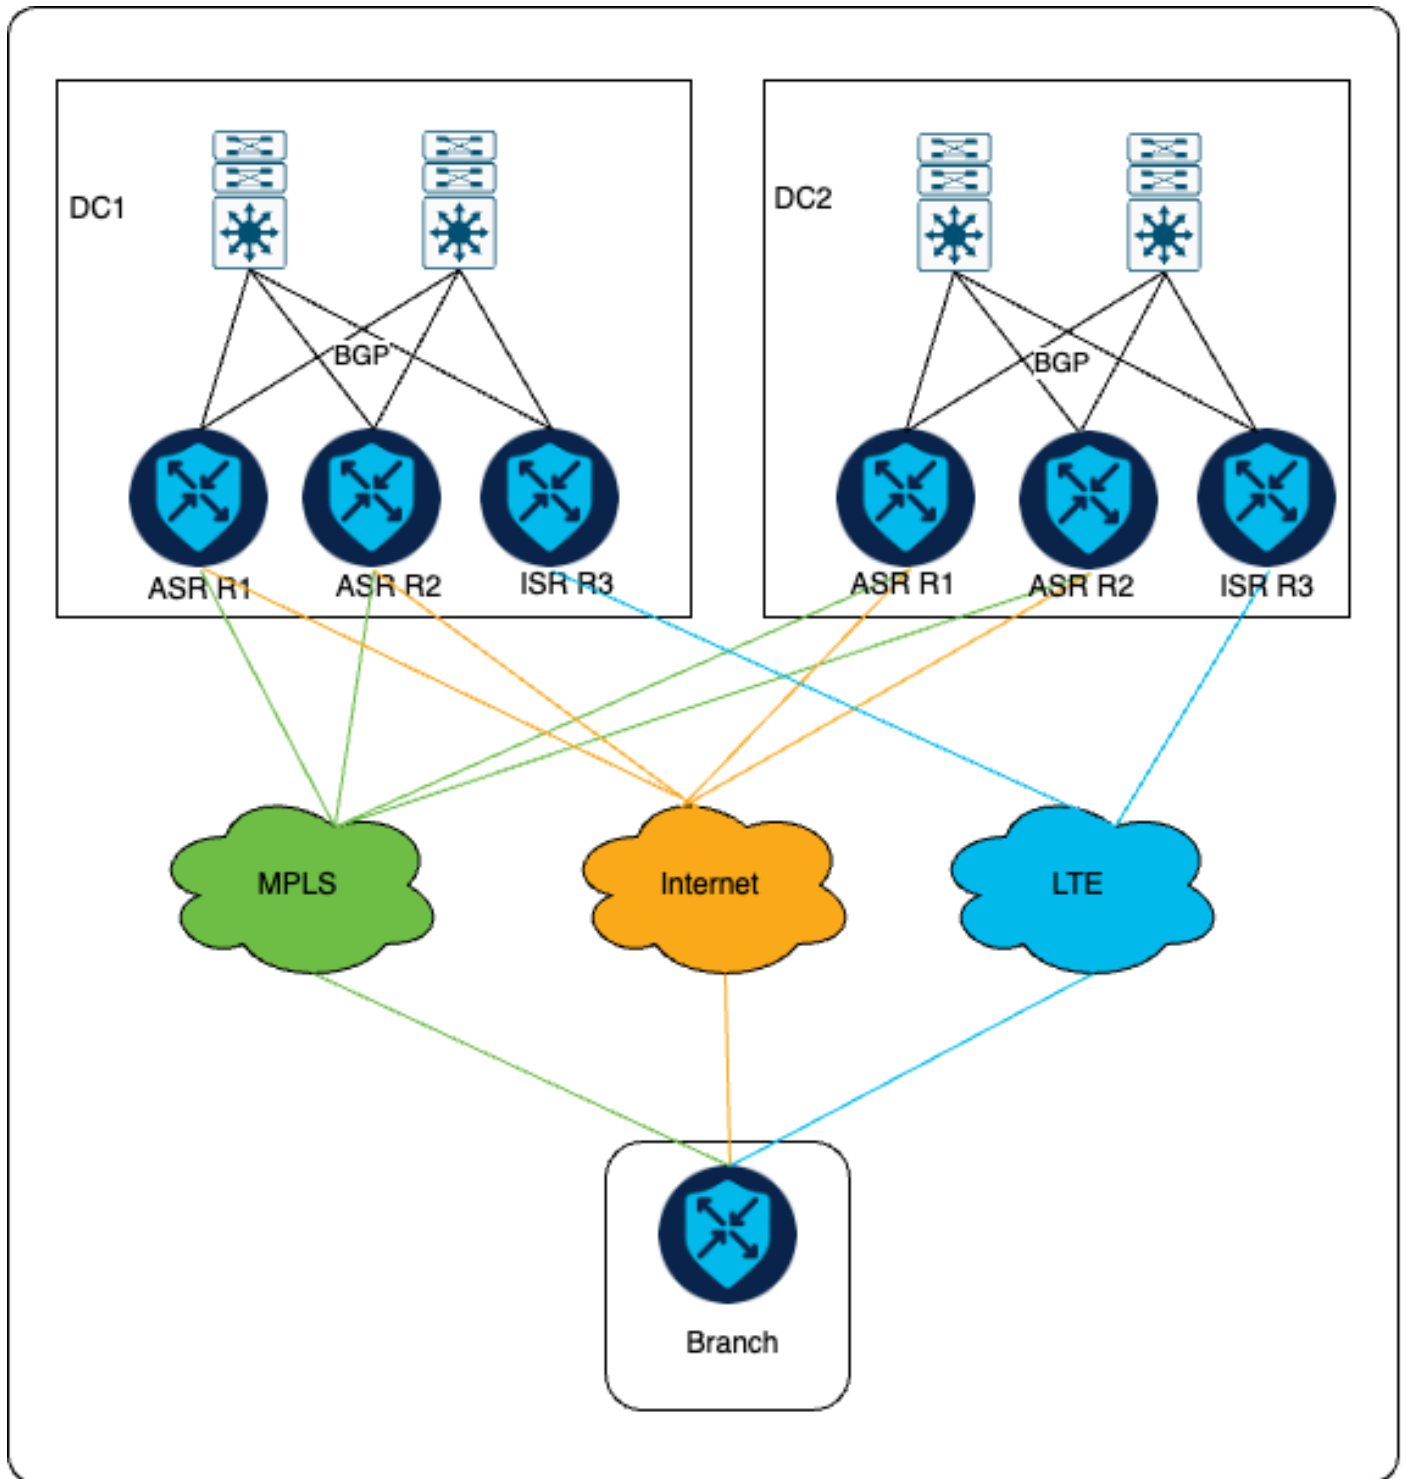 DC1
DC2
BGP
BGP
ASR R1
ASR R2
ISR R3
ASR R1
ASR R2
ISR R3
MPLS
Internet
LTE
Branch